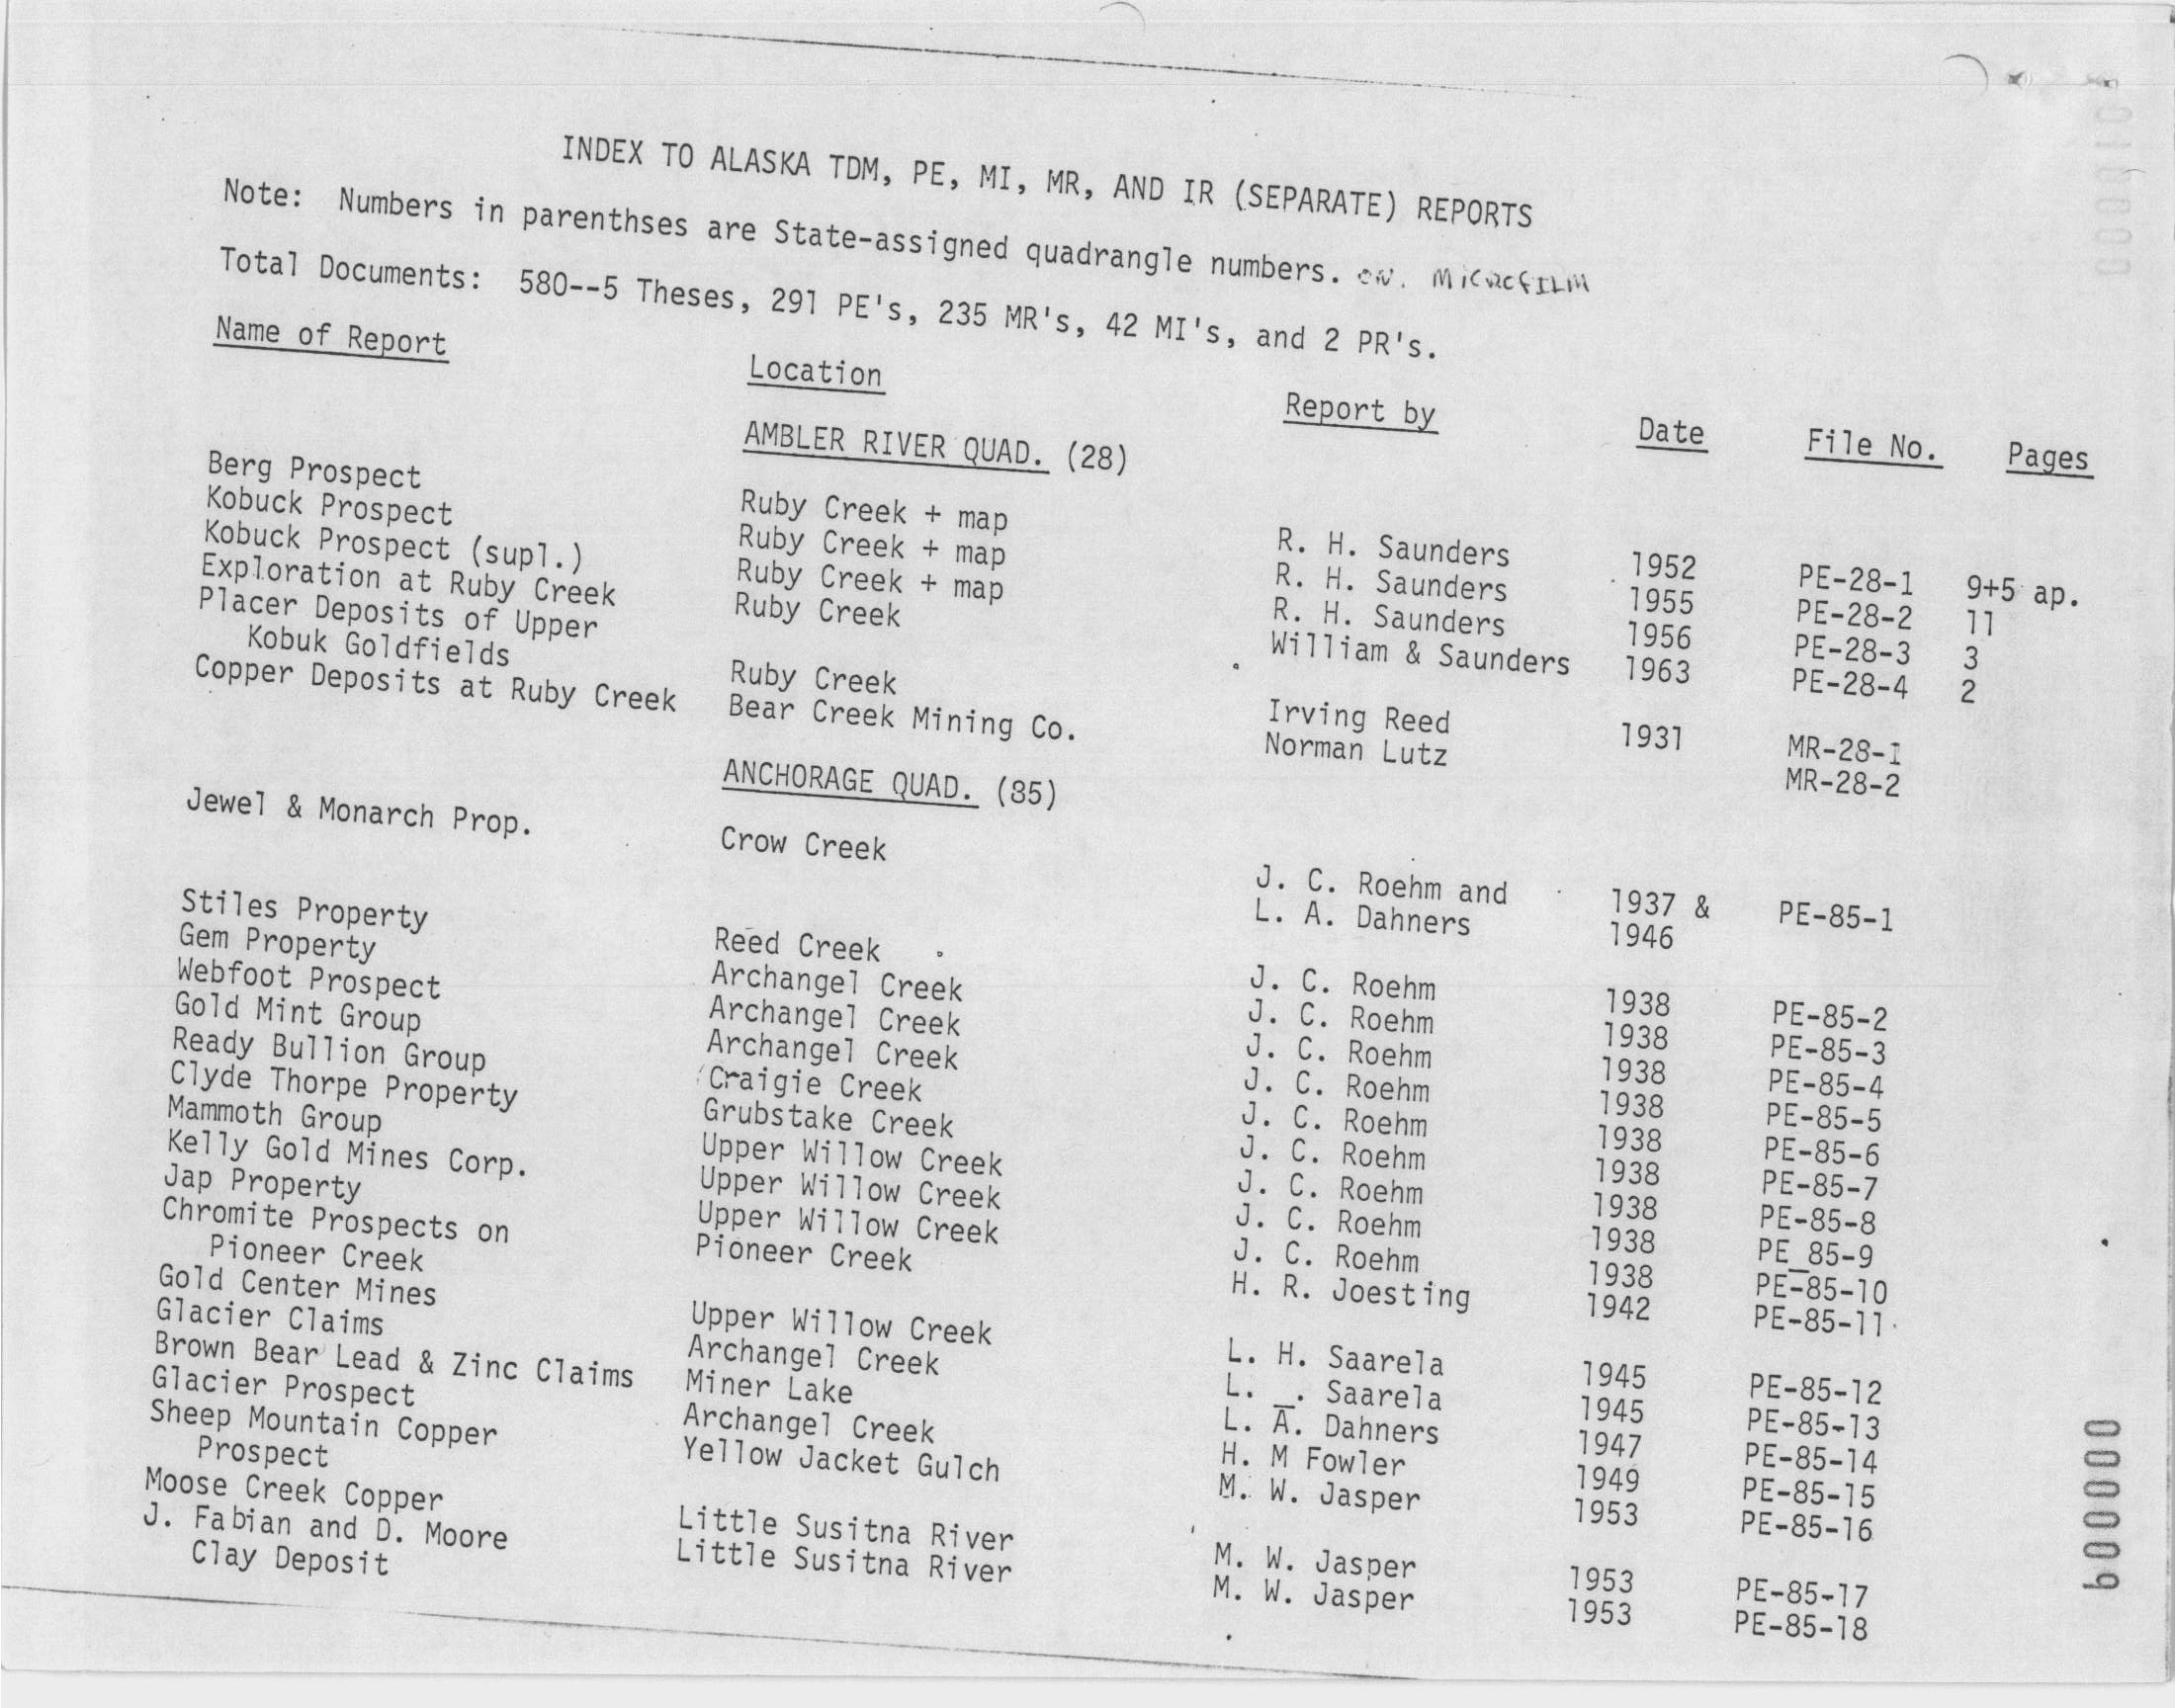 INDEX TO ALASKA TDM, PE, MI, MR, AND IR (SEPARATE) REPORTS
Note: Numbers in parenthses are State-assigned quadrangle numbers. ON. MICROFILM
Total Documents: 580--5 Theses, 291 PE's, 235 MR's, 42 MI's, and 2 PR's.
Name of Report Location Report by Date File No. Pages
AMBLER RIVER QUAD. (28)
Berg Prospect Ruby Creek + map R. H. Saunders 1952 PE-28-1 9+5 ap.
Kobuck Prospect Ruby Creek + map R. H. Saunders 1955 PE-28-2 11
Kobuck Prospect (supl.) Ruby Creek + map R. H. Saunders 1956 PE-28-3 3
Exploration at Ruby Creek Ruby Creek William & Saunders 1963 PE-28-4 2
Placer Deposits of Upper
Kobuk Goldfields Ruby Creek Irving Reed 1931 MR-28-1
Copper Deposits at Ruby Creek Bear Creek Mining Co. Norman Lutz MR-28-2
ANCHORAGE QUAD. (85)
Jewel & Monarch Prop. Crow Creek J. C. Roehm and 1937 & PE-85-1
L. A. Dahners 1946
Stiles Property Reed Creek J. C. Roehm 1938 PE-85-2
Gem Property Archangel Creek J. C. Roehm 1938 PE-85-3
Webfoot Prospect Archangel Creek J. C. Roehm 1938 PE-85-4
Gold Mint Group Archangel Creek J. C. Roehm 1938 PE-85-5
Ready Bullion Group Craigie Creek J. C. Roehm 1938 PE-85-6
Clyde Thorpe Property Grubstake Creek J. C. Roehm 1938 PE-85-7
Mammoth Group Upper Willow Creek J. C. Roehm 1938 PE-85-8
Kelly Gold Mines Corp. Upper Willow Creek J. C. Roehm 1938 PE_85-9
Jap Property Upper Willow Creek J. C. Roehm 1938 PE-85-10
Chromite Prospects on Pioneer Creek H. R. Joesting 1942 PE-85-11
Pioneer Creek
Gold Center Mines Upper Willow Creek L. H. Saarela 1945 PE-85-12
Glacier Claims Archangel Creek L. _. Saarela 1945 PE-85-13
Brown Bear Lead & Zinc Claims Miner Lake L. A. Dahners 1947 PE-85-14
Glacier Prospect Archangel Creek H. M Fowler 1949 PE-85-15
Sheep Mountain Copper Yellow Jacket Gulch M. W. Jasper 1953 PE-85-16
Prospect
Moose Creek Copper Little Susitna River M. W. Jasper 1953 PE-85-17
J. Fabian and D. Moore Little Susitna River M. W. Jasper 1953 PE-85-18
Clay Deposit
000009